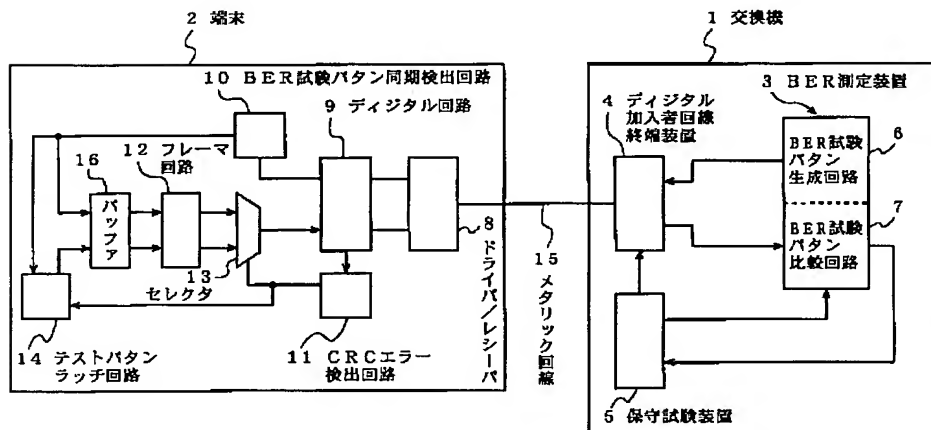 2 端末
1 交換機
10 BER試験パタン同期検出回路
9 ディジタル回路
3 BER測定装置
4 ディジタル
加入者回線
終端装置
12 フレーマ
回路
16
バッファ
BER試験
パタン
生成回路
6
BER試験
パタン
比較回路
7
13
セレクタ
8 ドライバ/レシーバ
15 メタリック回線
14 テストパタン
ラッチ回路
11 CRCエラー
検出回路
5 保守試験装置